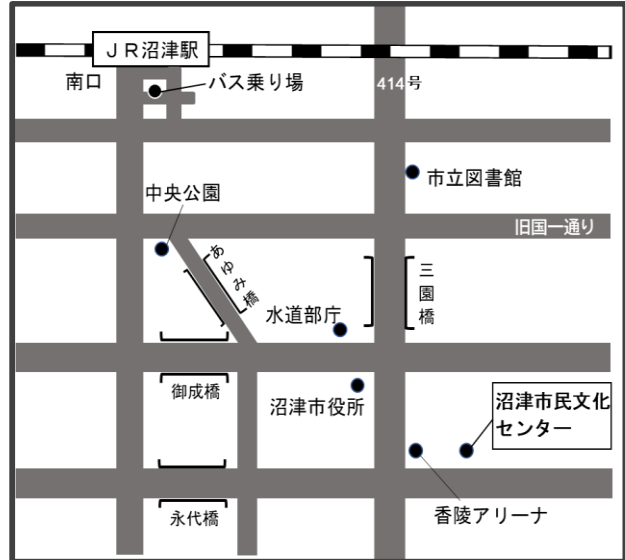 ＪＲ沼津駅
南口
バス乗り場
414号
市立図書館
中央公園
旧国一通り
あゆみ橋
三園橋
水道部庁
御成橋
沼津市役所
沼津市民文化
センター
香陵アリーナ
永代橋